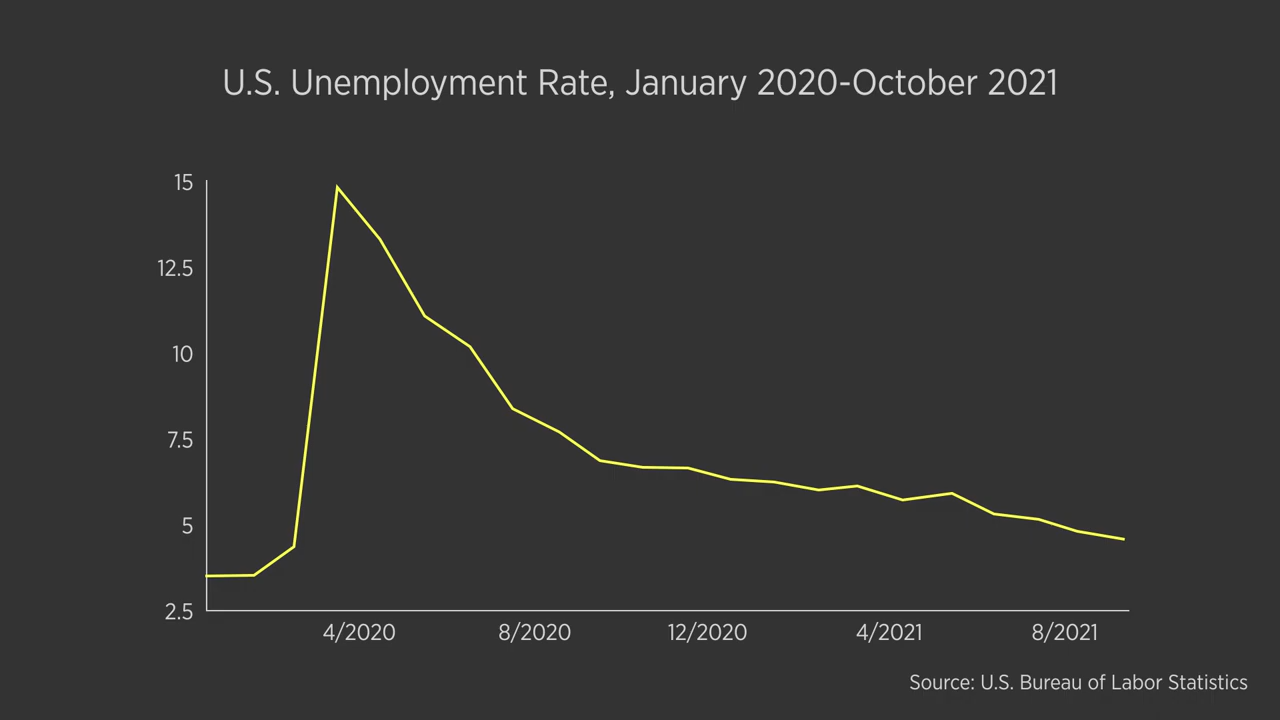 U.S. Unemployment Rate, January 2020-October 2021
15
12.5
10
7.5
5
2.5
4/2020 8/2020 12/2020 4/2021 8/2021
Source: U.S. Bureau of Labor Statistics